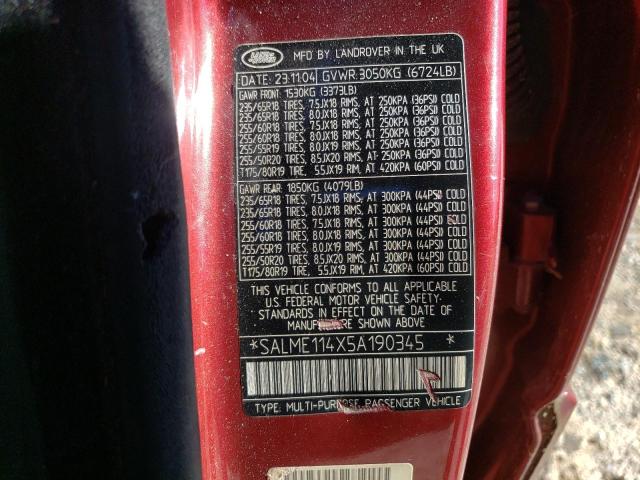 LAND ROVER
MFD BY LANDROVER IN THE UK
DATE: 23.11.04 GVWR: 3050KG (6724LB)
GAWR FRONT: 1530KG (3373LB)
235/65R18 TIRES, 7.5JX18 RIMS, AT 250KPA (36PSI) COLD
235/65R18 TIRES, 8.0JX18 RIMS, AT 250KPA (36PSI) COLD
255/60R18 TIRES, 7.5JX18 RIMS, AT 250KPA (36PSI) COLD
255/60R18 TIRES, 8.0JX18 RIMS, AT 250KPA (36PSI) COLD
255/55R19 TIRES, 8.0JX19 RIMS, AT 250KPA (36PSI) COLD
255/50R20 TIRES, 8.5JX20 RIMS, AT 250KPA (36PSI) COLD
T175/80R19 TIRE, 5.5JX19 RIM, AT 420KPA (60PSI) COLD
GAWR REAR: 1850KG (4079LB)
235/65R18 TIRES, 7.5JX18 RIMS, AT 300KPA (44PSI) COLD
235/65R18 TIRES, 8.0JX18 RIMS, AT 300KPA (44PSI) COLD
255/60R18 TIRES, 7.5JX18 RIMS, AT 300KPA (44PSI) COLD
255/60R18 TIRES, 8.0JX18 RIMS, AT 300KPA (44PSI) COLD
255/55R19 TIRES, 8.0JX19 RIMS, AT 300KPA (44PSI) COLD
255/50R20 TIRES, 8.5JX20 RIMS, AT 300KPA (44PSI) COLD
T175/80R19 TIRE, 5.5JX19 RIM, AT 420KPA (60PSI) COLD
THIS VEHICLE CONFORMS TO ALL APPLICABLE
U.S. FEDERAL MOTOR VEHICLE SAFETY-
STANDARDS IN EFFECT ON THE DATE OF
MANUFACTURE SHOWN ABOVE
*SALME114X5A190345*
TYPE: MULTI-PURPOSE PASSENGER VEHICLE